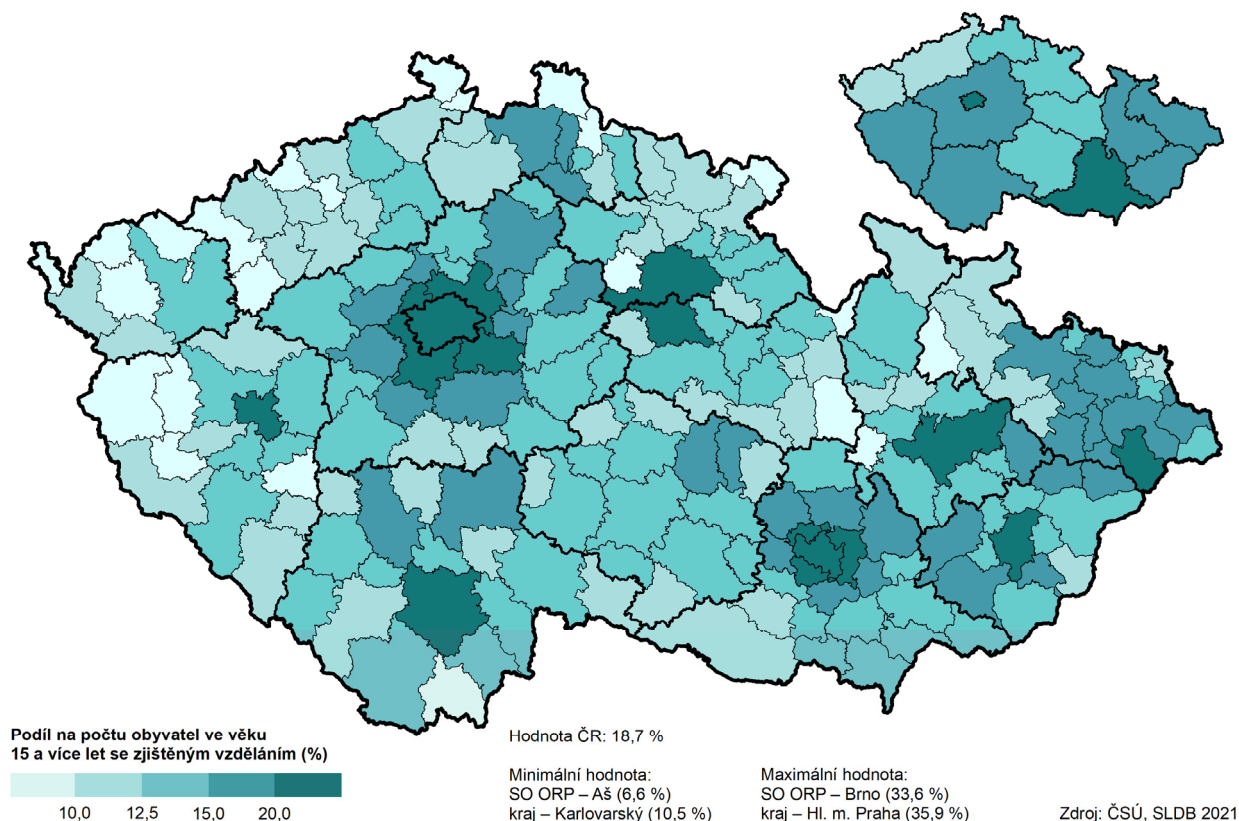 Podíl na počtu obyvatel ve věku
15 a více let se zjištěným vzděláním (%)
10,0 12,5 15,0 20,0
Hodnota ČR: 18,7 %
Minimální hodnota:
SO ORP – Aš (6,6 %)
kraj – Karlovarský (10,5 %)
Maximální hodnota:
SO ORP – Brno (33,6 %)
kraj – Hl. m. Praha (35,9 %)
Zdroj: ČSÚ, SLDB 2021